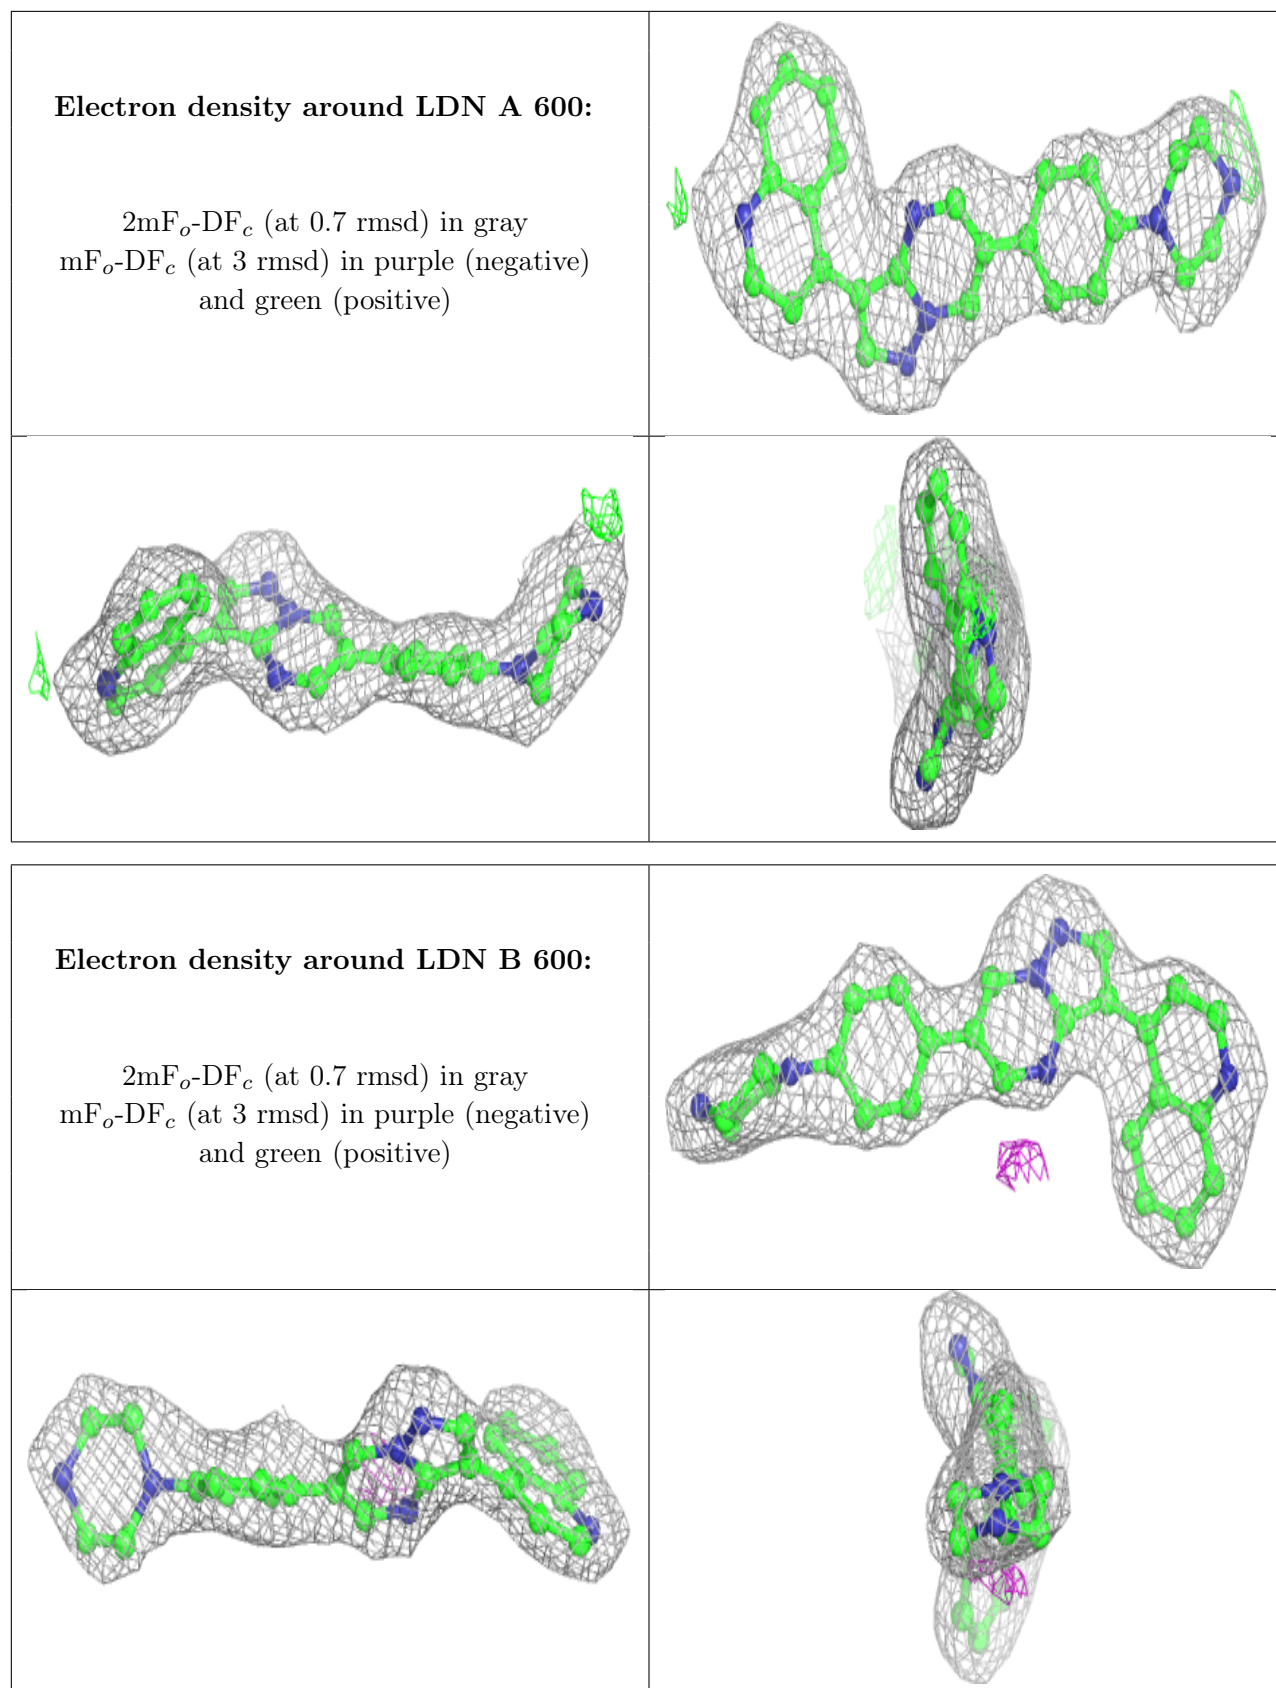 Electron density around LDN A 600:
2mFo-DFc (at 0.7 rmsd) in gray
mFo-DFc (at 3 rmsd) in purple (negative)
and green (positive)
Electron density around LDN B 600:
2mFo-DFc (at 0.7 rmsd) in gray
mFo-DFc (at 3 rmsd) in purple (negative)
and green (positive)